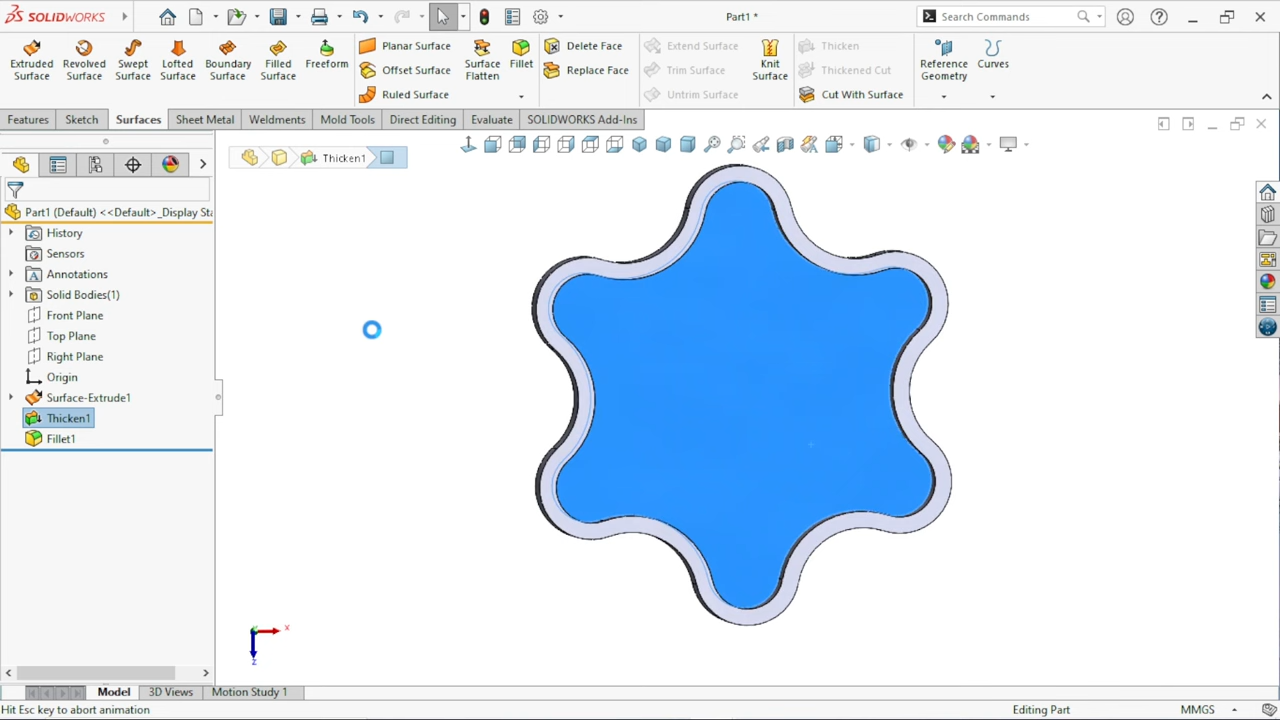 SOLIDWORKS
Part1 *
Search Commands
Extruded Surface
Revolved Surface
Swept Surface
Lofted Surface
Boundary Surface
Filled Surface
Freeform
Planar Surface
Offset Surface
Ruled Surface
Surface Flatten
Fillet
Delete Face
Replace Face
Extend Surface
Trim Surface
Untrim Surface
Knit Surface
Thicken
Thickened Cut
Cut With Surface
Reference Geometry
Curves
Features
Sketch
Surfaces
Sheet Metal
Weldments
Mold Tools
Direct Editing
Evaluate
SOLIDWORKS Add-Ins
Thicken1
Part1 (Default) <<Default>_Display Sta
History
Sensors
Annotations
Solid Bodies(1)
Front Plane
Top Plane
Right Plane
Origin
Surface-Extrude1
Thicken1
Fillet1
x
z
Model
3D Views
Motion Study 1
Hit Esc key to abort animation
Editing Part
MMGS